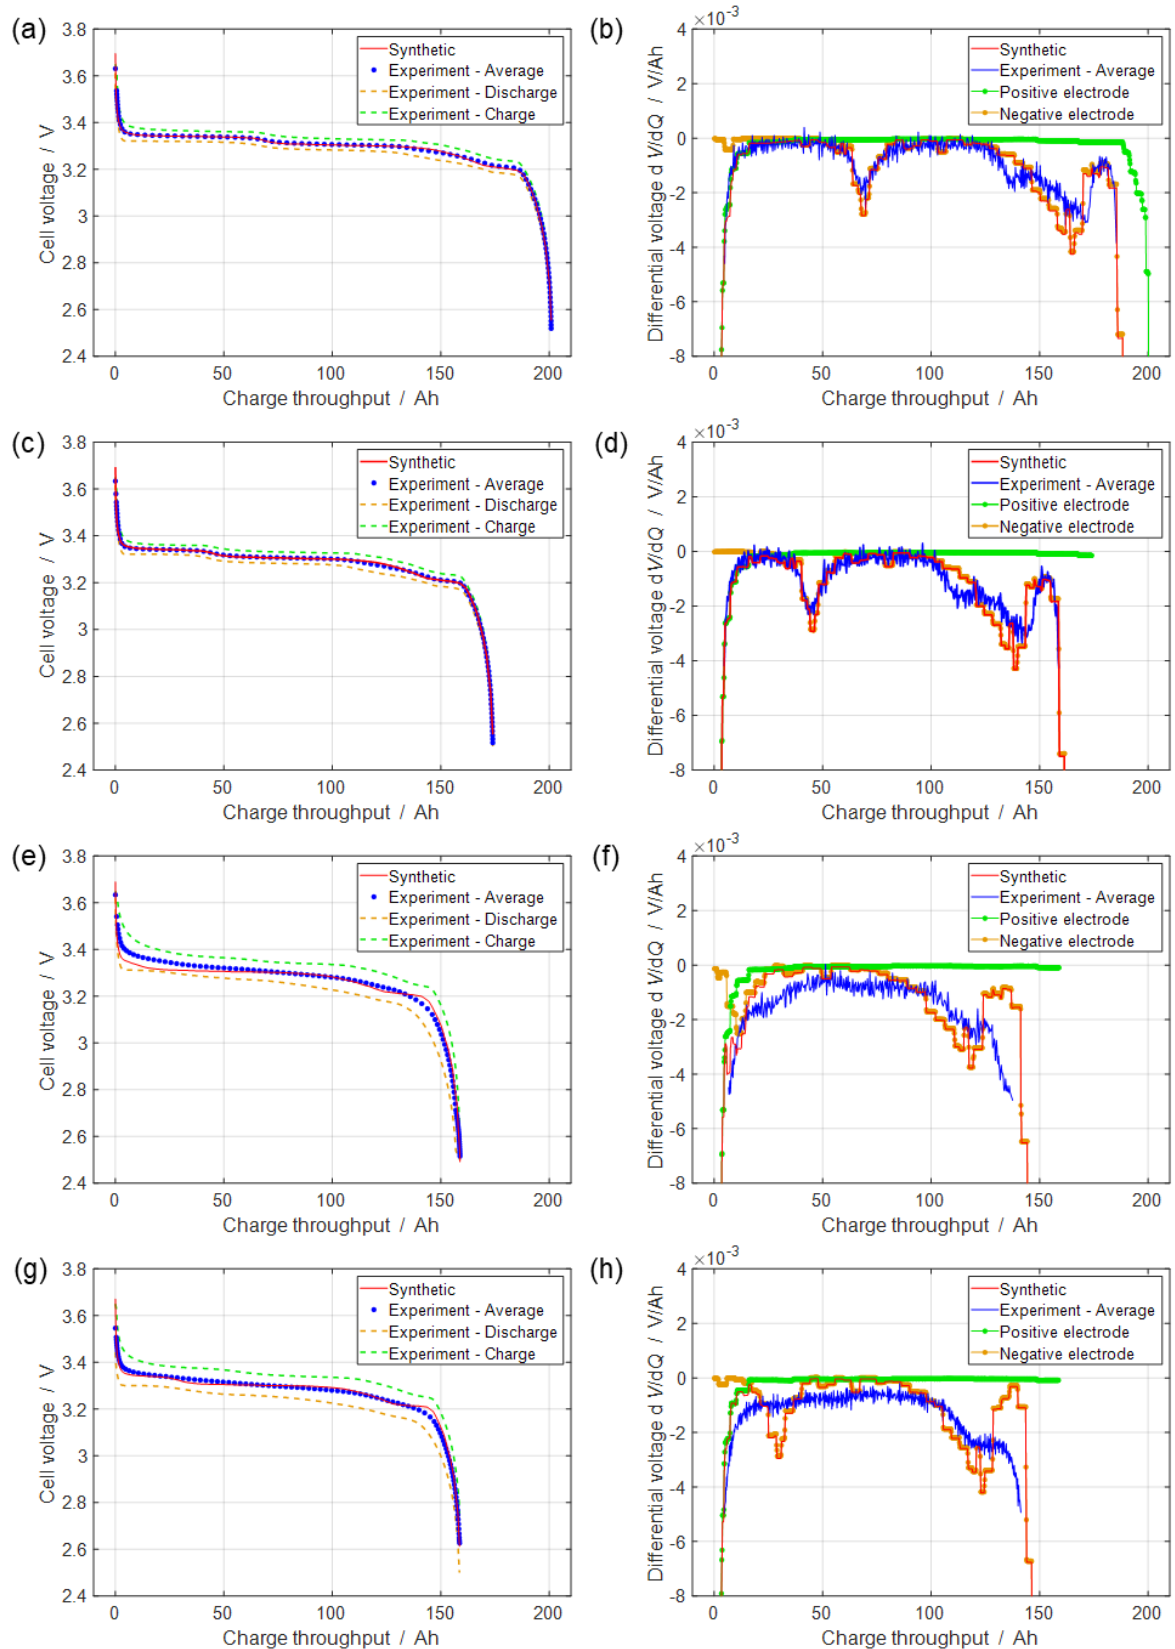 (a)
3.8
3.6
3.4
3.2
3
2.8
2.6
2.4
Cell voltage / V
0 50 100 150 200
Charge throughput / Ah
Synthetic
Experiment - Average
Experiment - Discharge
Experiment - Charge
(b)
×10⁻³
4
2
0
-2
-4
-6
-8
Differential voltage dV/dQ / V/Ah
0 50 100 150 200
Charge throughput / Ah
Synthetic
Experiment - Average
Positive electrode
Negative electrode
(c)
3.8
3.6
3.4
3.2
3
2.8
2.6
2.4
Cell voltage / V
0 50 100 150 200
Charge throughput / Ah
Synthetic
Experiment - Average
Experiment - Discharge
Experiment - Charge
(d)
×10⁻³
4
2
0
-2
-4
-6
-8
Differential voltage dV/dQ / V/Ah
0 50 100 150 200
Charge throughput / Ah
Synthetic
Experiment - Average
Positive electrode
Negative electrode
(e)
3.8
3.6
3.4
3.2
3
2.8
2.6
2.4
Cell voltage / V
0 50 100 150 200
Charge throughput / Ah
Synthetic
Experiment - Average
Experiment - Discharge
Experiment - Charge
(f)
×10⁻³
4
2
0
-2
-4
-6
-8
Differential voltage dV/dQ / V/Ah
0 50 100 150 200
Charge throughput / Ah
Synthetic
Experiment - Average
Positive electrode
Negative electrode
(g)
3.8
3.6
3.4
3.2
3
2.8
2.6
2.4
Cell voltage / V
0 50 100 150 200
Charge throughput / Ah
Synthetic
Experiment - Average
Experiment - Discharge
Experiment - Charge
(h)
×10⁻³
4
2
0
-2
-4
-6
-8
Differential voltage dV/dQ / V/Ah
0 50 100 150 200
Charge throughput / Ah
Synthetic
Experiment - Average
Positive electrode
Negative electrode